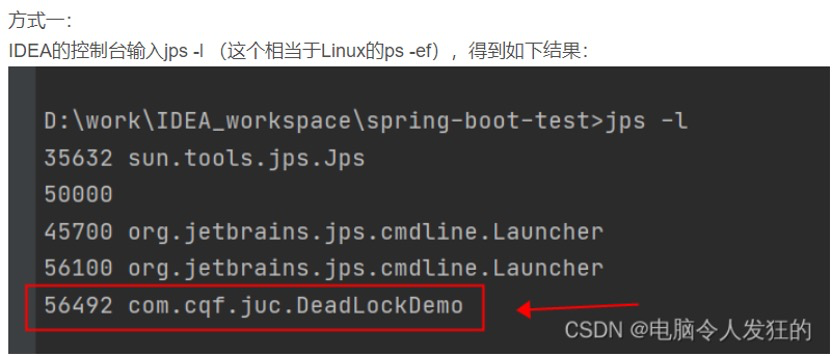 方式一：
IDEA的控制台输入jps -l （这个相当于Linux的ps -ef），得到如下结果：
D:\work\IDEA_workspace\spring-boot-test>jps -l
35632 sun.tools.jps.Jps
50000
45700 org.jetbrains.jps.cmdline.Launcher
56100 org.jetbrains.jps.cmdline.Launcher
56492 com.cqf.juc.DeadLockDemo
CSDN @电脑令人发狂的